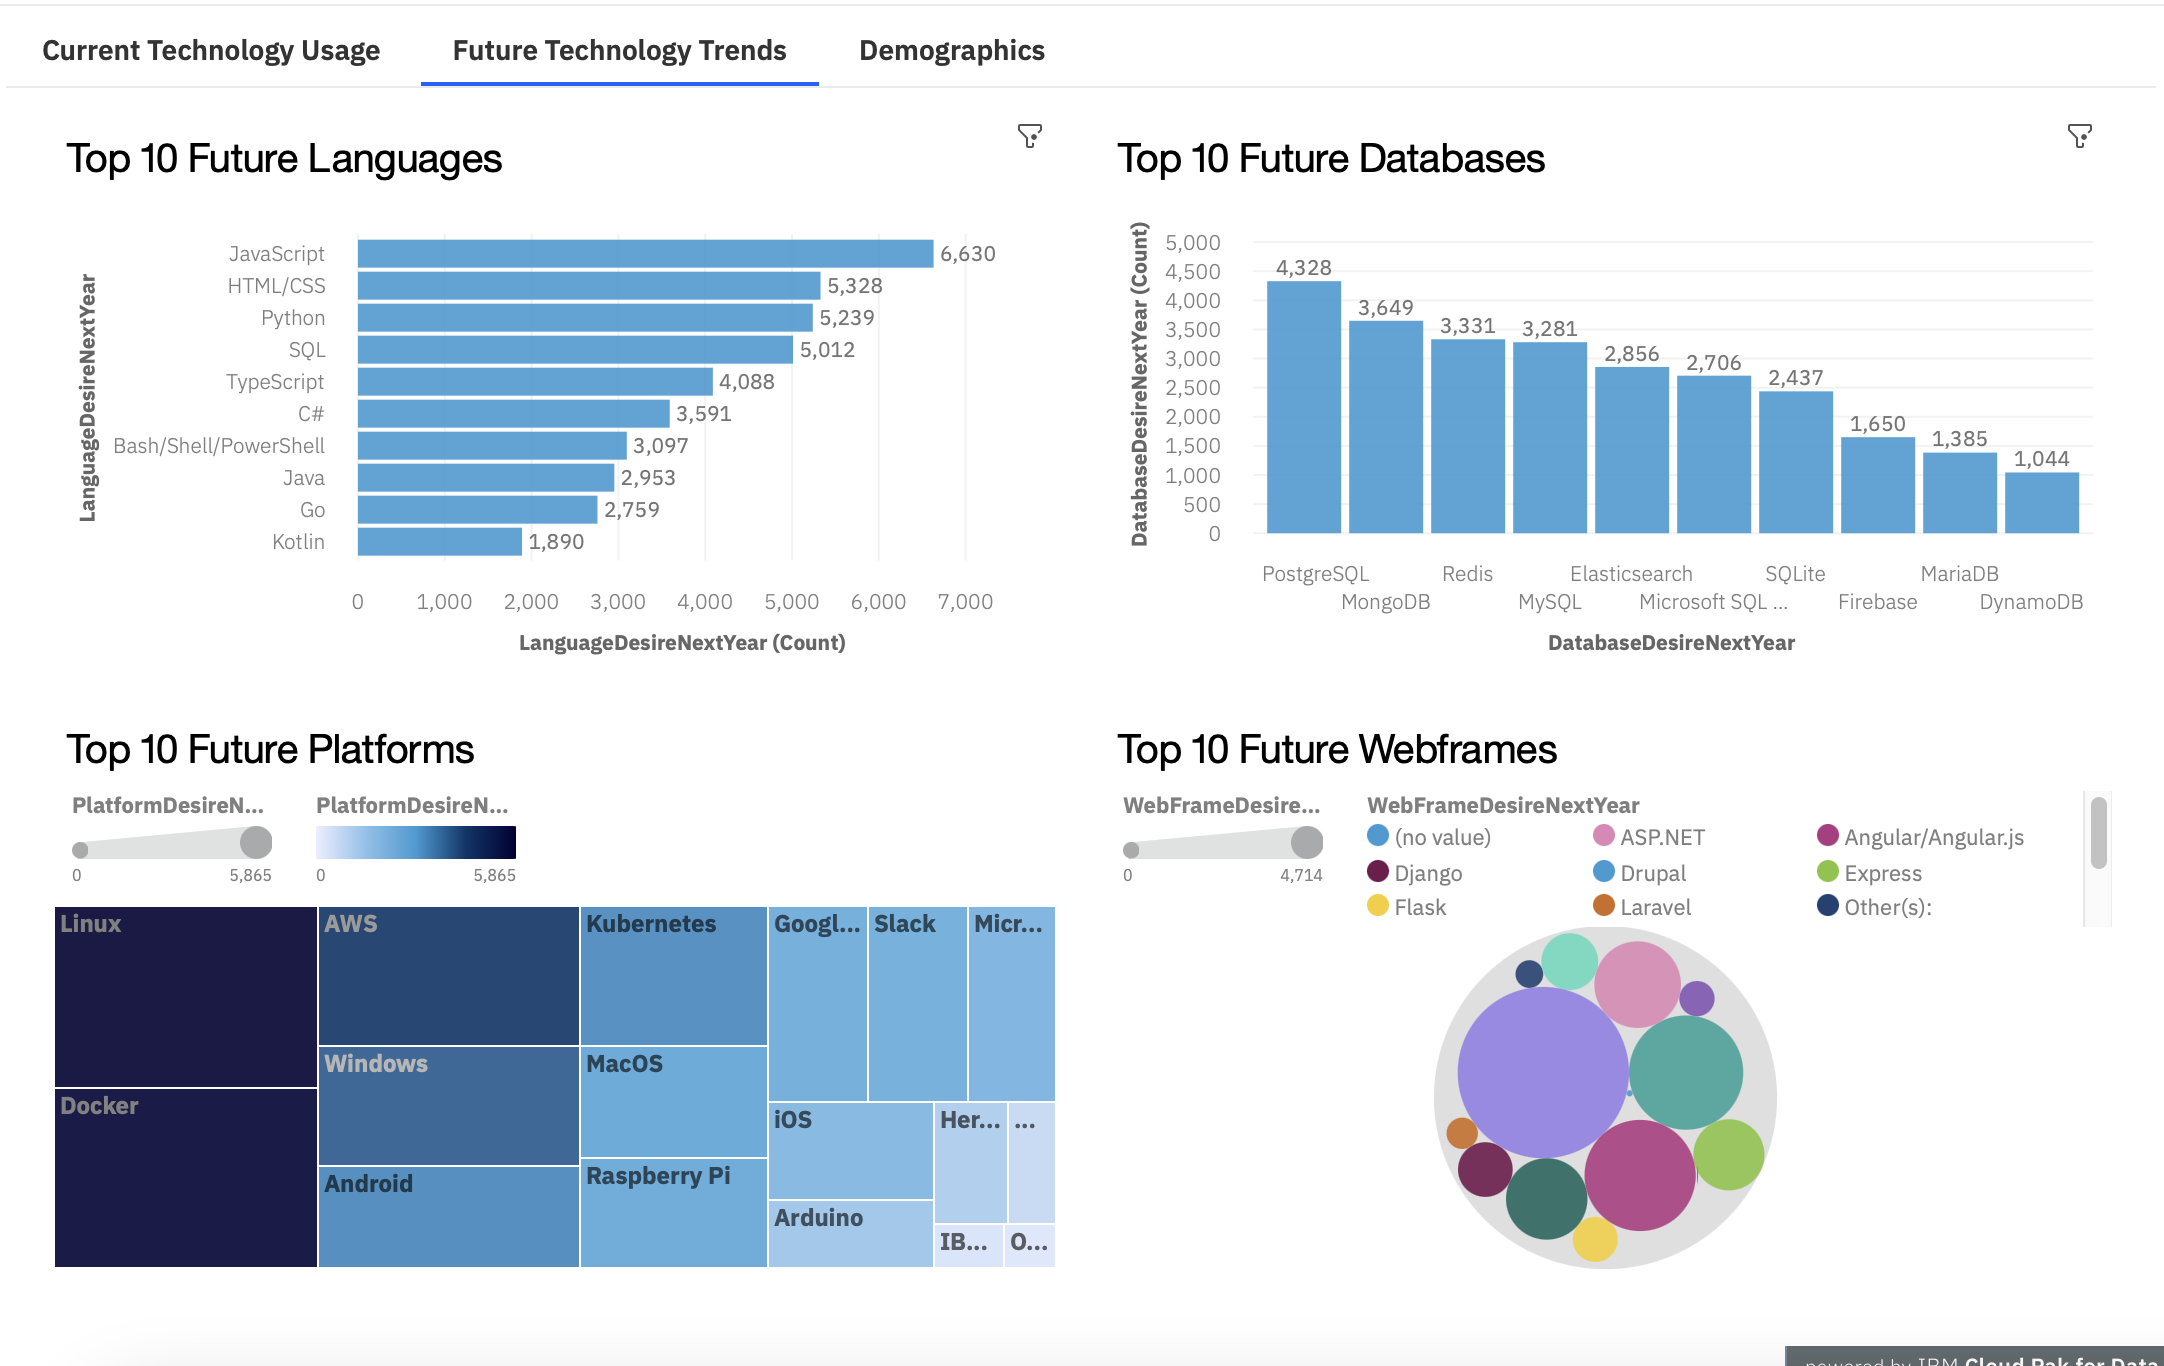 Current Technology Usage
Future Technology Trends
Demographics
Top 10 Future Languages
LanguageDesireNextYear
JavaScript 6,630
HTML/CSS 5,328
Python 5,239
SQL 5,012
TypeScript 4,088
C# 3,591
Bash/Shell/PowerShell 3,097
Java 2,953
Go 2,759
Kotlin 1,890
0 1,000 2,000 3,000 4,000 5,000 6,000 7,000
LanguageDesireNextYear (Count)
Top 10 Future Databases
DatabaseDesireNextYear (Count)
5,000
4,500
4,000
3,500
3,000
2,500
2,000
1,500
1,000
500
0
4,328 3,649 3,331 3,281 2,856 2,706 2,437 1,650 1,385 1,044
PostgreSQL Redis Elasticsearch SQLite MariaDB
MongoDB MySQL Microsoft SQL ... Firebase DynamoDB
DatabaseDesireNextYear
Top 10 Future Platforms
PlatformDesireN... PlatformDesireN...
0 5,865 0 5,865
Linux
Docker
AWS
Windows
Android
Kubernetes
MacOS
Raspberry Pi
Googl...
Slack
Micr...
iOS
Arduino
Her...
...
IB...
O...
Top 10 Future Webframes
WebFrameDesire...
0 4,714
WebFrameDesireNextYear
(no value) ASP.NET Angular/Angular.js
Django Drupal Express
Flask Laravel Other(s):
powered by IBM Cloud Pak for Data